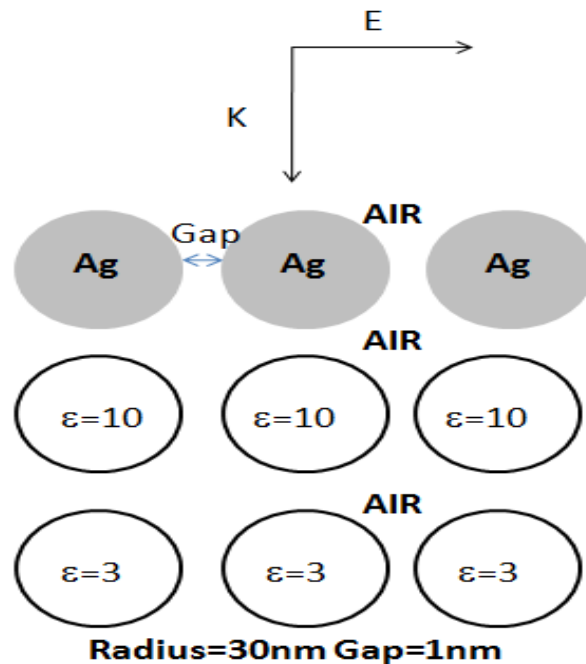 E
K
AIR
Gap
Ag Ag Ag
AIR
ε=10 ε=10 ε=10
AIR
ε=3 ε=3 ε=3
Radius=30nm Gap=1nm